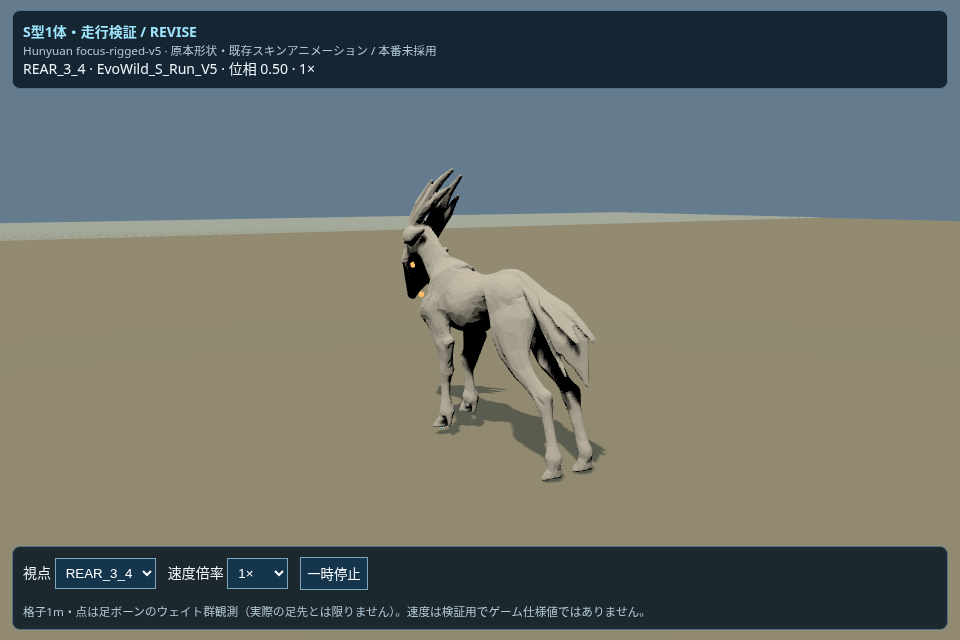 S型1体・走行検証 / REVISE
Hunyuan focus-rigged-v5 · 原本形状・既存スキンアニメーション / 本番未採用
REAR_3_4 · EvoWild_S_Run_V5 · 位相 0.50 · 1×
視点 REAR_3_4 速度倍率 1× 一時停止
格子1m・点は足ボーンのウェイト群観測（実際の足先とは限りません）。速度は検証用でゲーム仕様値ではありません。